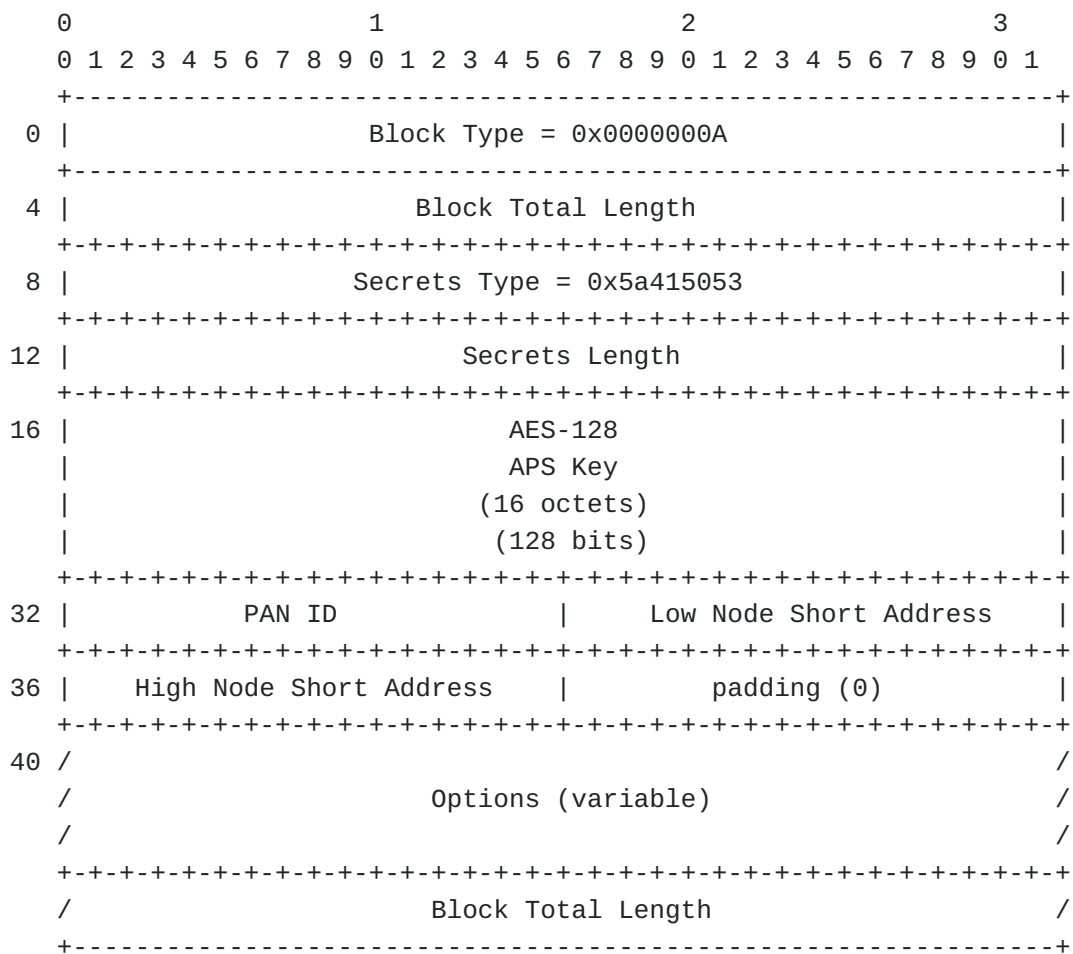 0                   1                   2                   3
    0 1 2 3 4 5 6 7 8 9 0 1 2 3 4 5 6 7 8 9 0 1 2 3 4 5 6 7 8 9 0 1
    +---------------------------------------------------------------+
  0 |                   Block Type = 0x0000000A                     |
    +---------------------------------------------------------------+
  4 |                      Block Total Length                       |
    +-+-+-+-+-+-+-+-+-+-+-+-+-+-+-+-+-+-+-+-+-+-+-+-+-+-+-+-+-+-+-+-+
  8 |                  Secrets Type = 0x5a415053                    |
    +-+-+-+-+-+-+-+-+-+-+-+-+-+-+-+-+-+-+-+-+-+-+-+-+-+-+-+-+-+-+-+-+
 12 |                         Secrets Length                        |
    +-+-+-+-+-+-+-+-+-+-+-+-+-+-+-+-+-+-+-+-+-+-+-+-+-+-+-+-+-+-+-+-+
 16 |                            AES-128                            |
    |                            APS Key                            |
    |                          (16 octets)                          |
    |                           (128 bits)                          |
    +-+-+-+-+-+-+-+-+-+-+-+-+-+-+-+-+-+-+-+-+-+-+-+-+-+-+-+-+-+-+-+-+
 32 |           PAN ID              |     Low Node Short Address    |
    +-+-+-+-+-+-+-+-+-+-+-+-+-+-+-+-+-+-+-+-+-+-+-+-+-+-+-+-+-+-+-+-+
 36 |    High Node Short Address    |         padding (0)           |
    +-+-+-+-+-+-+-+-+-+-+-+-+-+-+-+-+-+-+-+-+-+-+-+-+-+-+-+-+-+-+-+-+
 40 /                                                               /
    /                       Options (variable)                      /
    /                                                               /
    +-+-+-+-+-+-+-+-+-+-+-+-+-+-+-+-+-+-+-+-+-+-+-+-+-+-+-+-+-+-+-+-+
    /                       Block Total Length                      /
    +---------------------------------------------------------------+